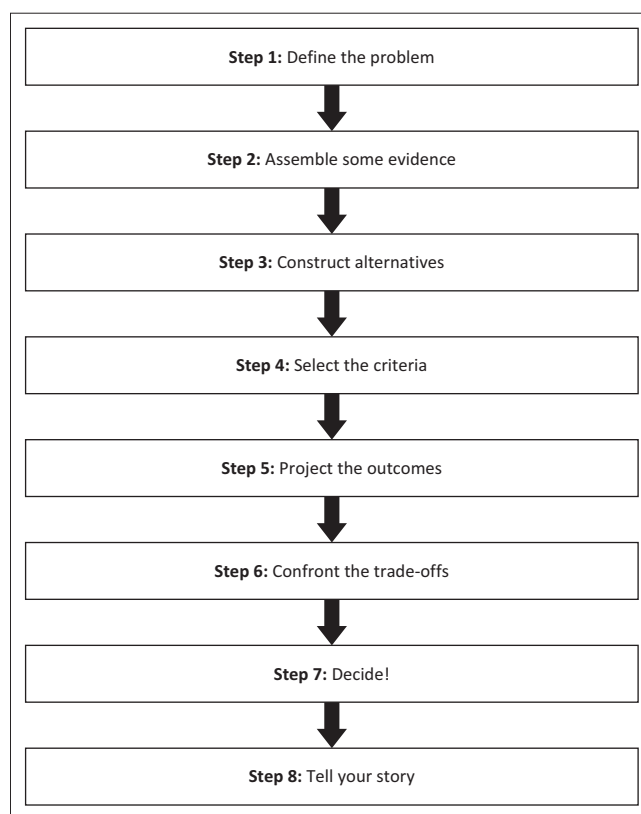 Step 1: Define the problem
Step 2: Assemble some evidence
Step 3: Construct alternatives
Step 4: Select the criteria
Step 5: Project the outcomes
Step 6: Confront the trade-offs
Step 7: Decide!
Step 8: Tell your story